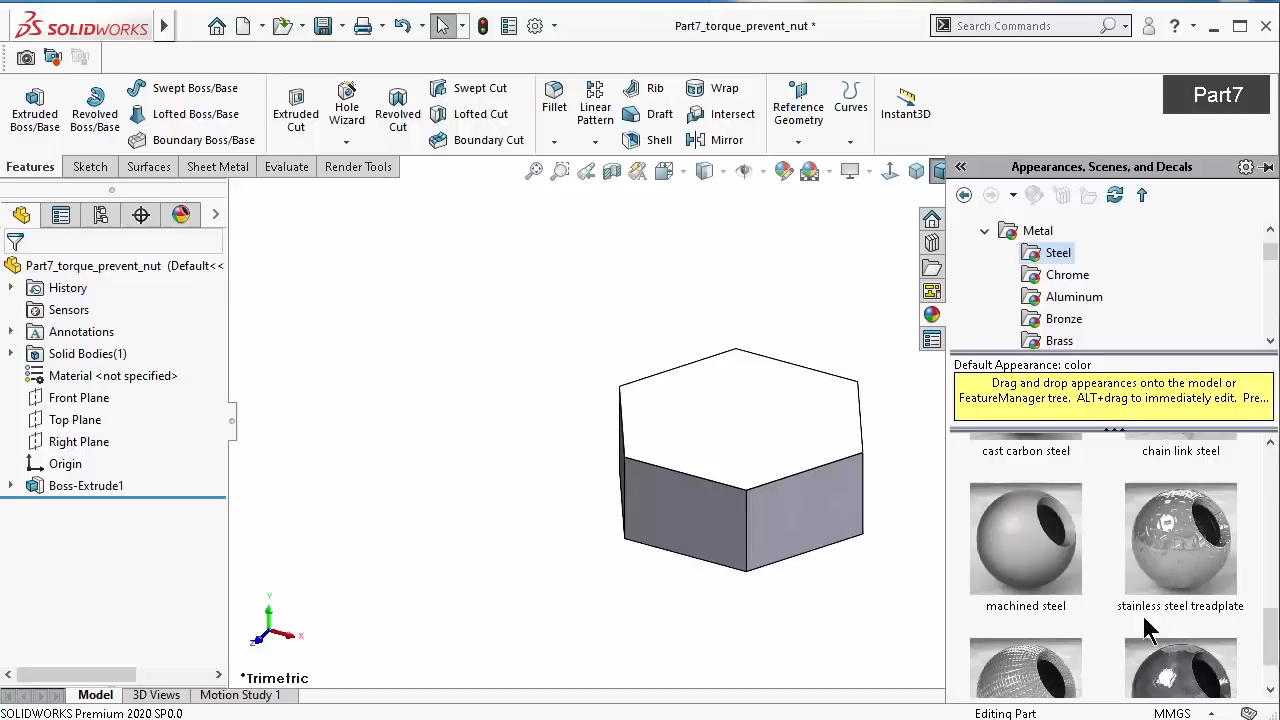 SOLIDWORKS
Part7_torque_prevent_nut *
Search Commands
?
Extruded Boss/Base
Revolved Boss/Base
Swept Boss/Base
Lofted Boss/Base
Boundary Boss/Base
Extruded Cut
Hole Wizard
Revolved Cut
Swept Cut
Lofted Cut
Boundary Cut
Fillet
Linear Pattern
Rib
Draft
Shell
Wrap
Intersect
Mirror
Reference Geometry
Curves
Instant3D
Part7
Features
Sketch
Surfaces
Sheet Metal
Evaluate
Render Tools
Part7_torque_prevent_nut (Default<<
History
Sensors
Annotations
Solid Bodies(1)
Material <not specified>
Front Plane
Top Plane
Right Plane
Origin
Boss-Extrude1
Y
X
Z
*Trimetric
Appearances, Scenes, and Decals
Metal
Steel
Chrome
Aluminum
Bronze
Brass
Default Appearance: color
Drag and drop appearances onto the model or
FeatureManager tree. ALT+drag to immediately edit. Pre...
cast carbon steel
chain link steel
machined steel
stainless steel treadplate
Model
3D Views
Motion Study 1
SOLIDWORKS Premium 2020 SP0.0
Editing Part
MMGS